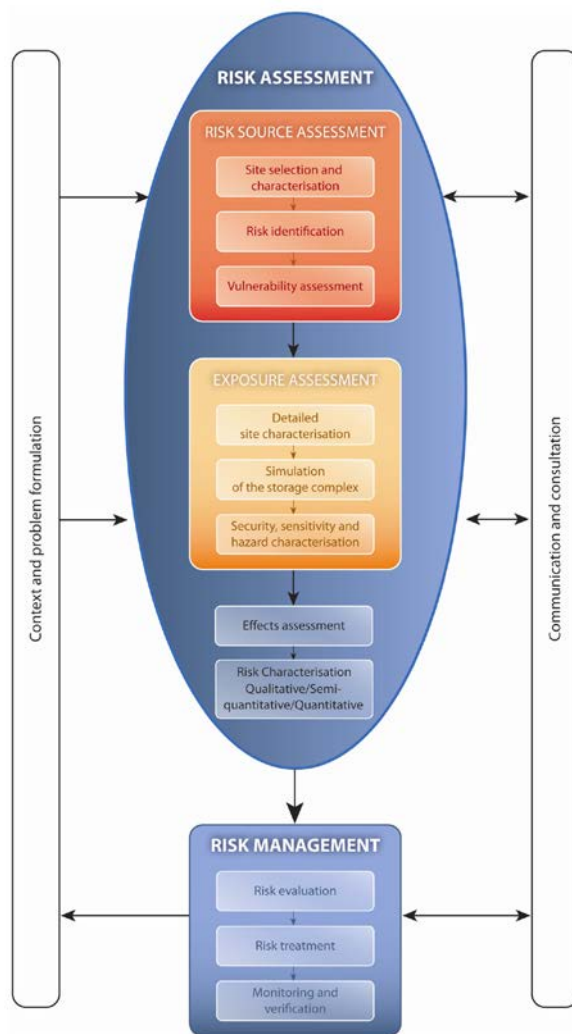 RISK ASSESSMENT
RISK SOURCE ASSESSMENT
Site selection and
characterisation
Risk identification
Vulnerability assessment
EXPOSURE ASSESSMENT
Detailed
site characterisation
Simulation
of the storage complex
Security, sensitivity and
hazard characterisation
Effects assessment
Risk Characterisation
Qualitative/Semi-
quantitative/Quantitative
RISK MANAGEMENT
Risk evaluation
Risk treatment
Monitoring and
verification
Context and problem formulation
Communication and consultation